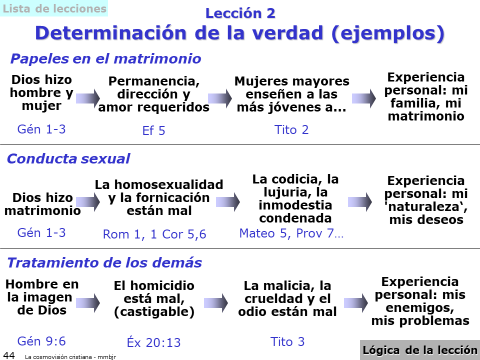 Lista de lecciones
Lección 2
Determinación de la verdad (ejemplos)
Papeles en el matrimonio
Dios hizo
hombre y
mujer
Gén 1-3
Permanencia,
dirección y
amor requeridos
Ef 5
Mujeres mayores
enseñen a las
más jóvenes a...
Tito 2
Experiencia
personal: mi
familia, mi
matrimonio
Conducta sexual
Dios hizo
matrimonio
Gén 1-3
La homosexualidad
y la fornicación
están mal
Rom 1, 1 Cor 5,6
La codicia, la
lujuria, la
inmodestia
condenada
Mateo 5, Prov 7…
Experiencia
personal: mi
'naturaleza',
mis deseos
Tratamiento de los demás
Hombre en
la imagen
de Dios
Gén 9:6
El homicidio
está mal,
(castigable)
Éx 20:13
La malicia, la
crueldad y el
odio están mal
Tito 3
Experiencia
personal: mis
enemigos,
mis problemas
44 La cosmovisión cristiana - mmbjr
Lógica de la lección